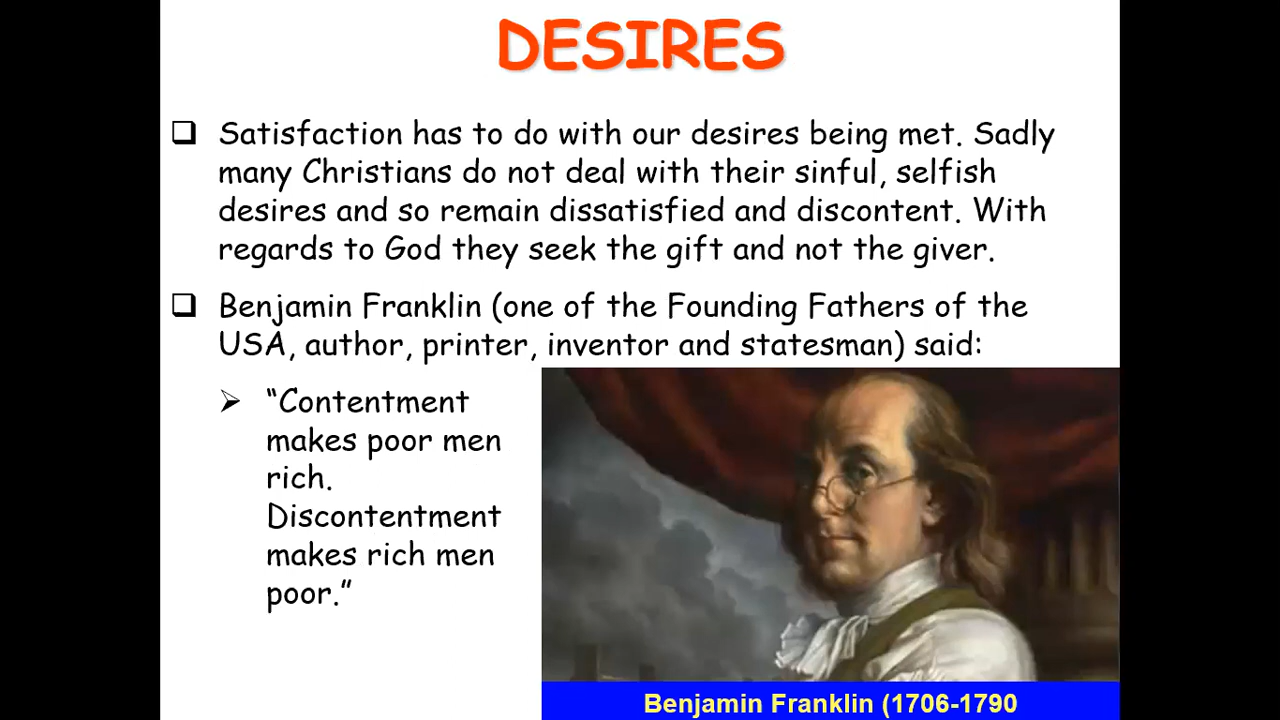 DESIRES
Satisfaction has to do with our desires being met. Sadly
many Christians do not deal with their sinful, selfish
desires and so remain dissatisfied and discontent. With
regards to God they seek the gift and not the giver.
Benjamin Franklin (one of the Founding Fathers of the
USA, author, printer, inventor and statesman) said:
“Contentment
makes poor men
rich.
Discontentment
makes rich men
poor.”
Benjamin Franklin (1706-1790